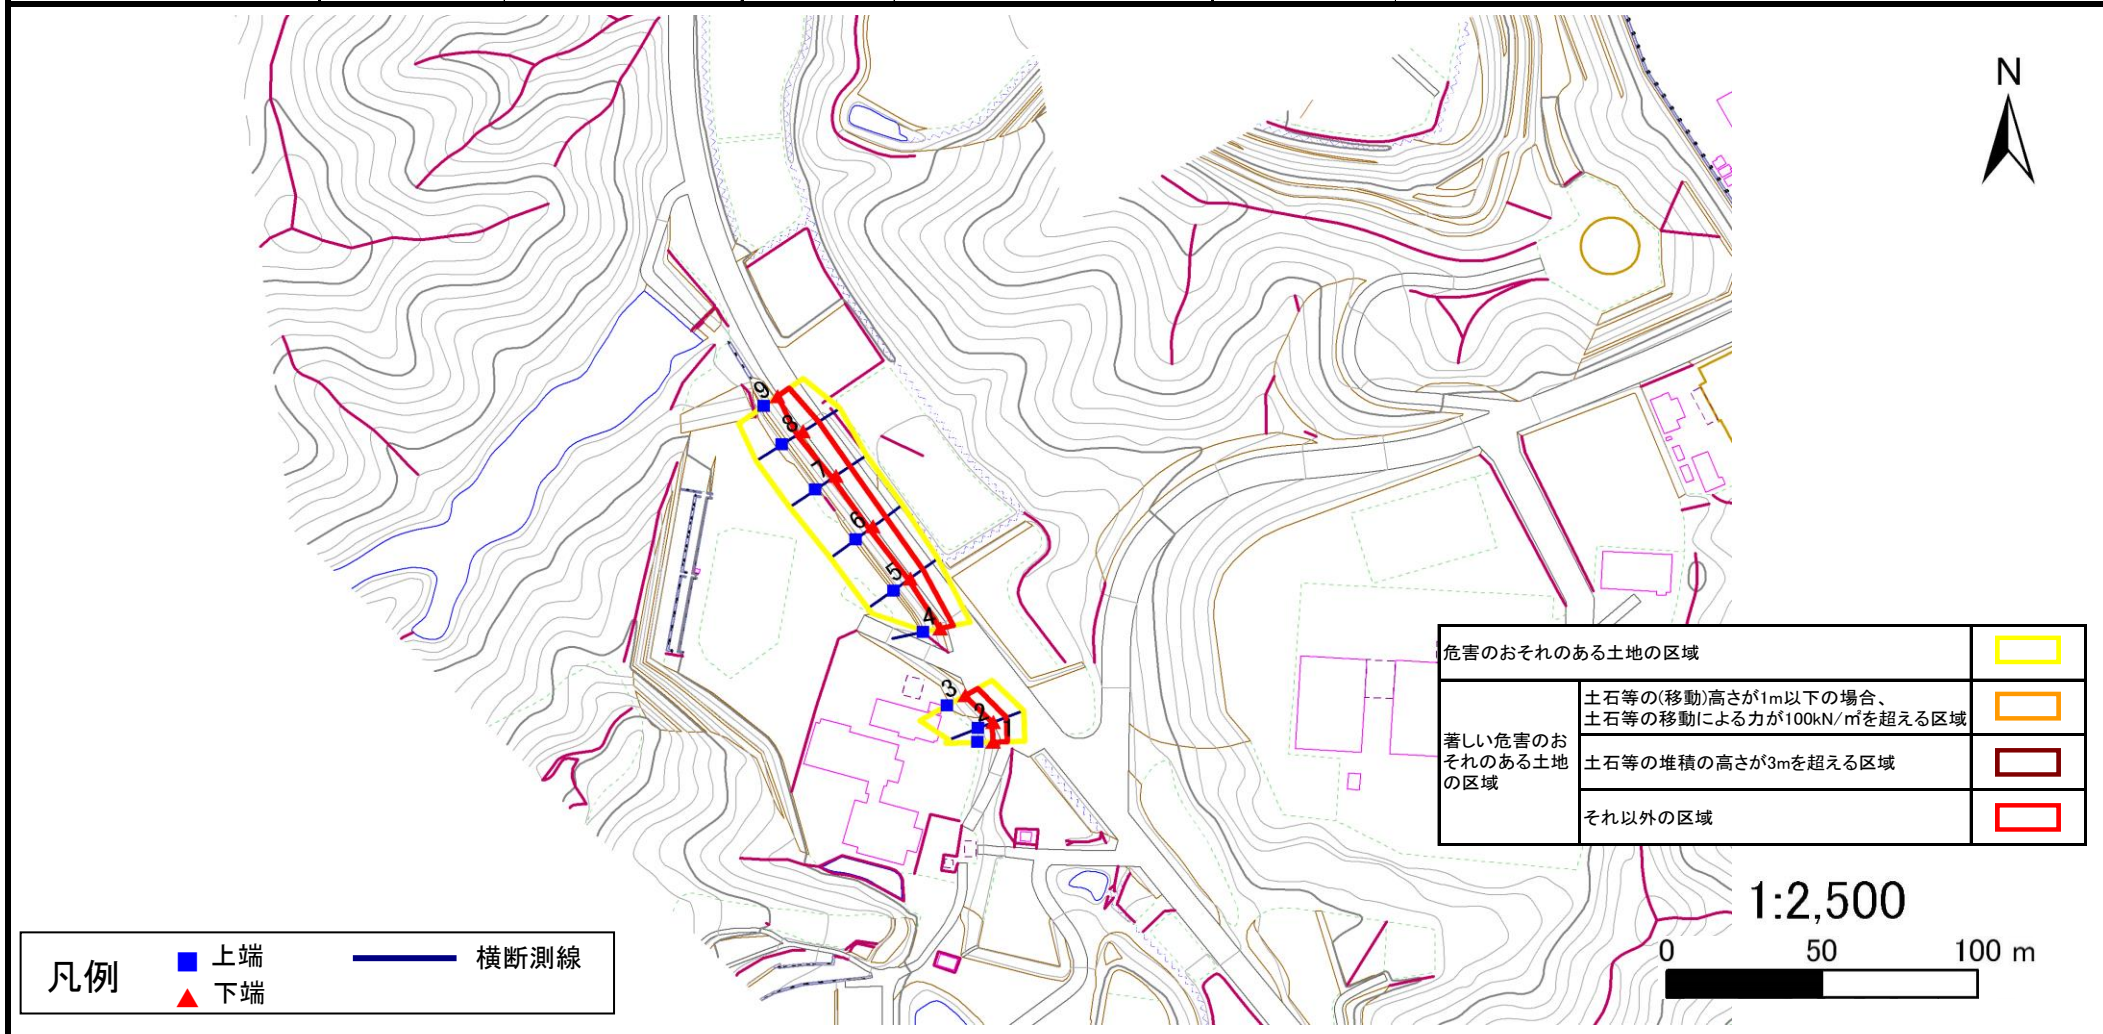 N
9
8
7
6
5
4
3
2
1
危害のおそれのある土地の区域
著しい危害のお
それのある土地
の区域
土石等の(移動)高さが1m以下の場合、
土石等の移動による力が100kN/㎡を超える区域
土石等の堆積の高さが3mを超える区域
それ以外の区域
1:2,500
0 50 100 m
凡例
上端
下端
横断測線